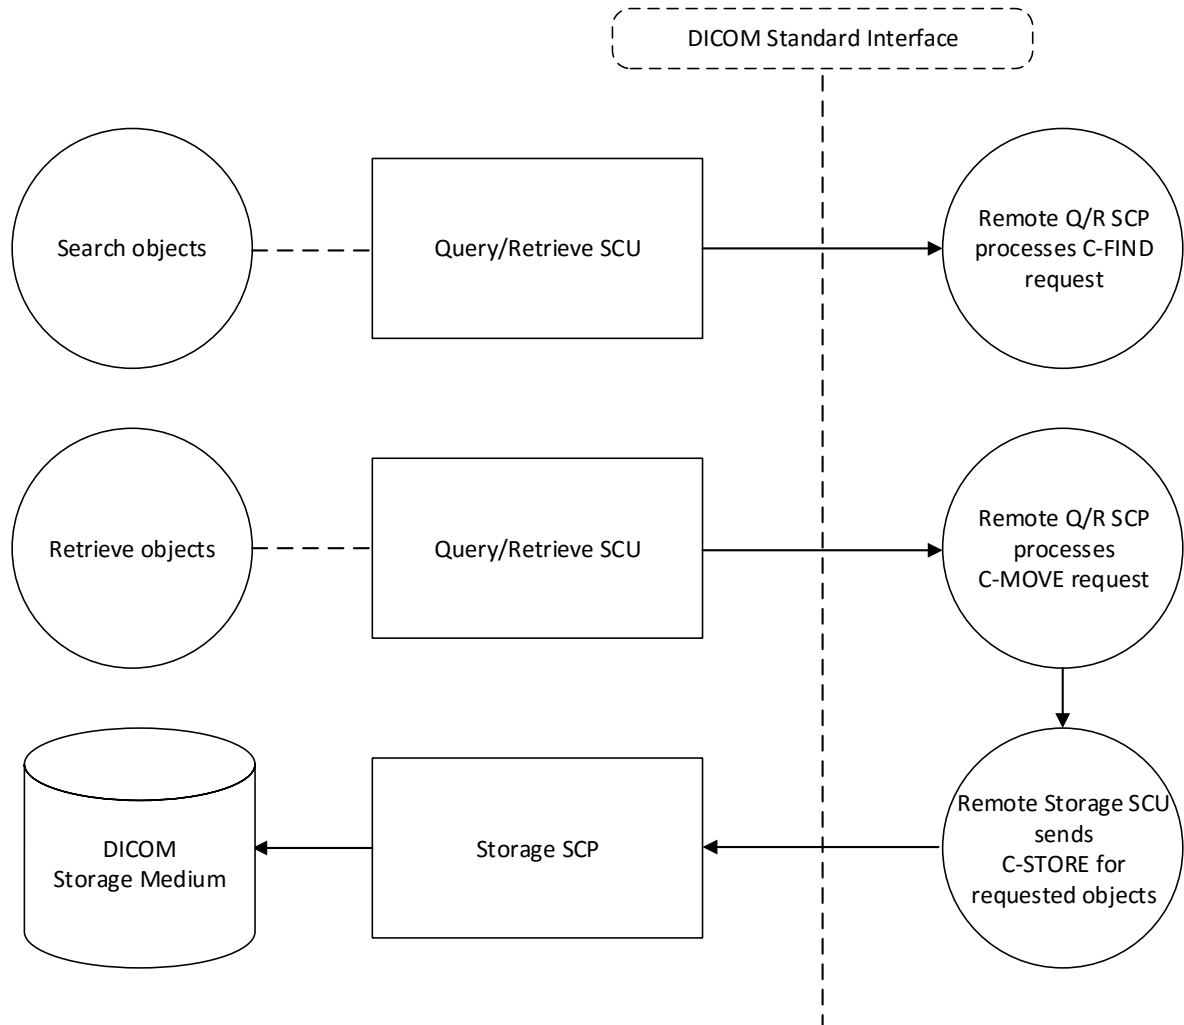 DICOM Standard Interface
Search objects
Query/Retrieve SCU
Remote Q/R SCP
processes C-FIND
request
Retrieve objects
Query/Retrieve SCU
Remote Q/R SCP
processes
C-MOVE request
DICOM
Storage Medium
Storage SCP
Remote Storage SCU
sends
C-STORE for
requested objects